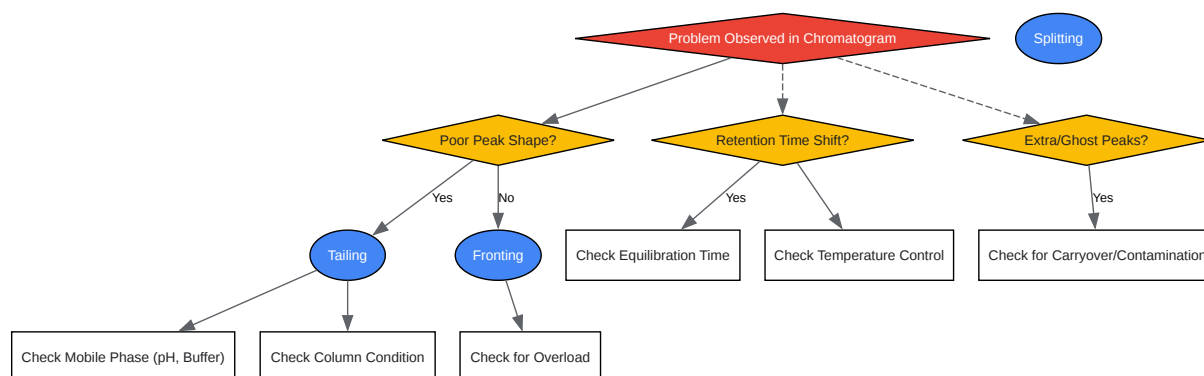 Problem Observed in Chromatogram
Splitting
Poor Peak Shape?
Retention Time Shift?
Extra/Ghost Peaks?
Yes
No
Yes
Yes
Tailing
Fronting
Check Equilibration Time
Check Temperature Control
Check for Carryover/Contamination
Check Mobile Phase (pH, Buffer)
Check Column Condition
Check for Overload